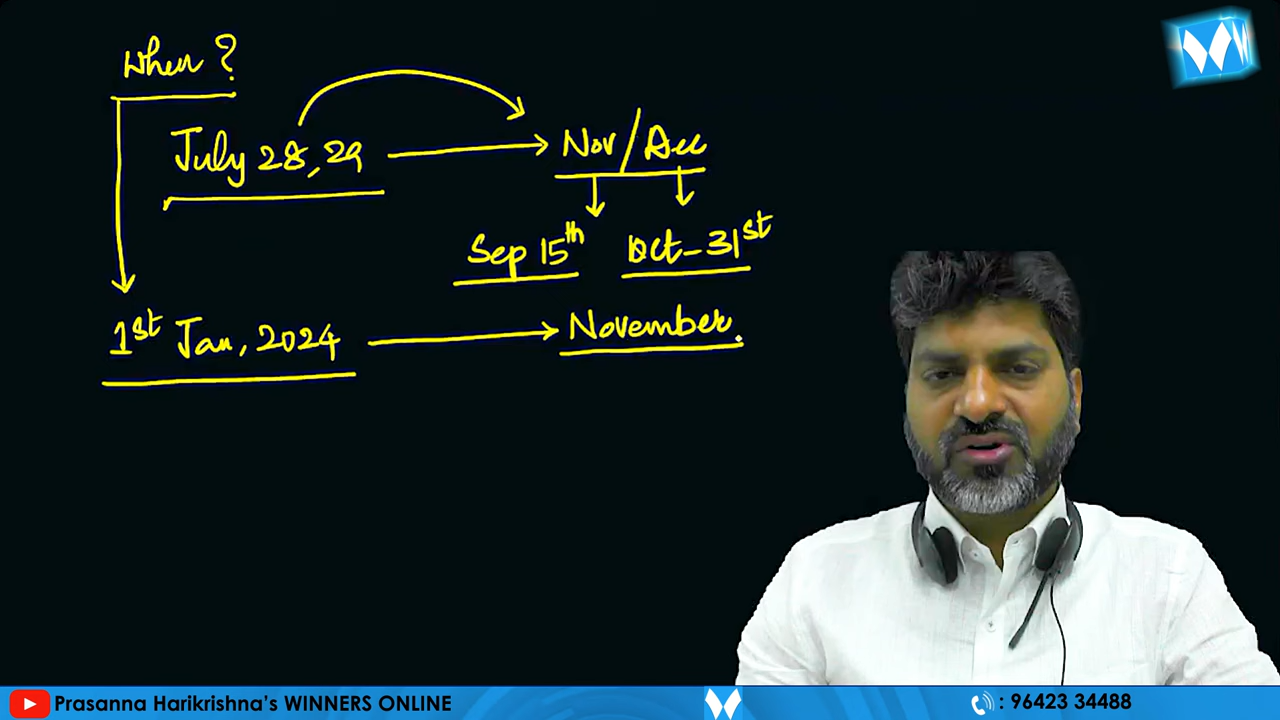 When ?
July 28, 29 Nov / Dec
Sep 15th Oct - 31st
1st Jan, 2024 November.
Prasanna Harikrishna's WINNERS ONLINE
: 96423 34488